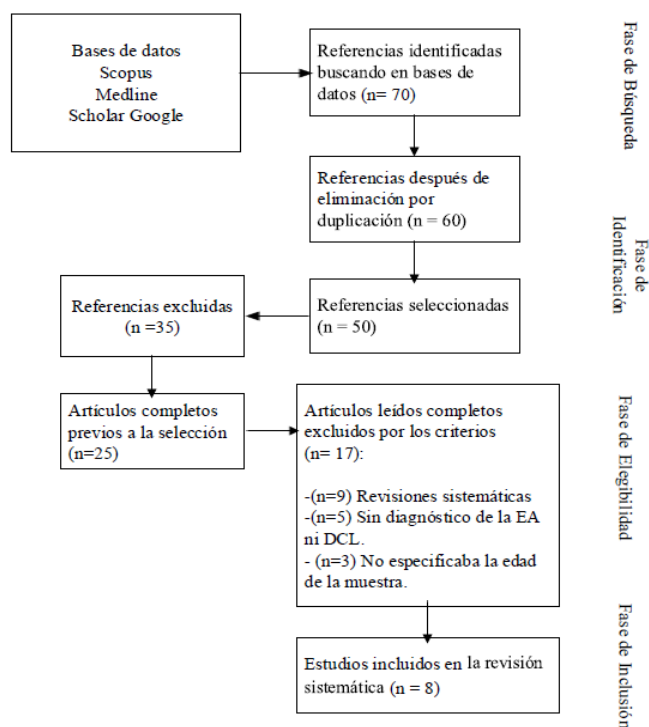 Bases de datos
Scopus
Medline
Scholar Google
Referencias identificadas
buscando en bases de
datos (n= 70)
Fase de Búsqueda
Referencias después de
eliminación por
duplicación (n = 60)
Fase de
Identificación
Referencias excluidas
(n =35)
Referencias seleccionadas
(n = 50)
Artículos completos
previos a la selección
(n=25)
Artículos leídos completos
excluidos por los criterios
(n= 17):
-(n=9) Revisiones sistemáticas
-(n=5) Sin diagnóstico de la EA
ni DCL.
- (n=3) No especificaba la edad
de la muestra.
Fase de Elegibilidad
Estudios incluidos en la revisión
sistemática (n = 8)
Fase de Inclusión